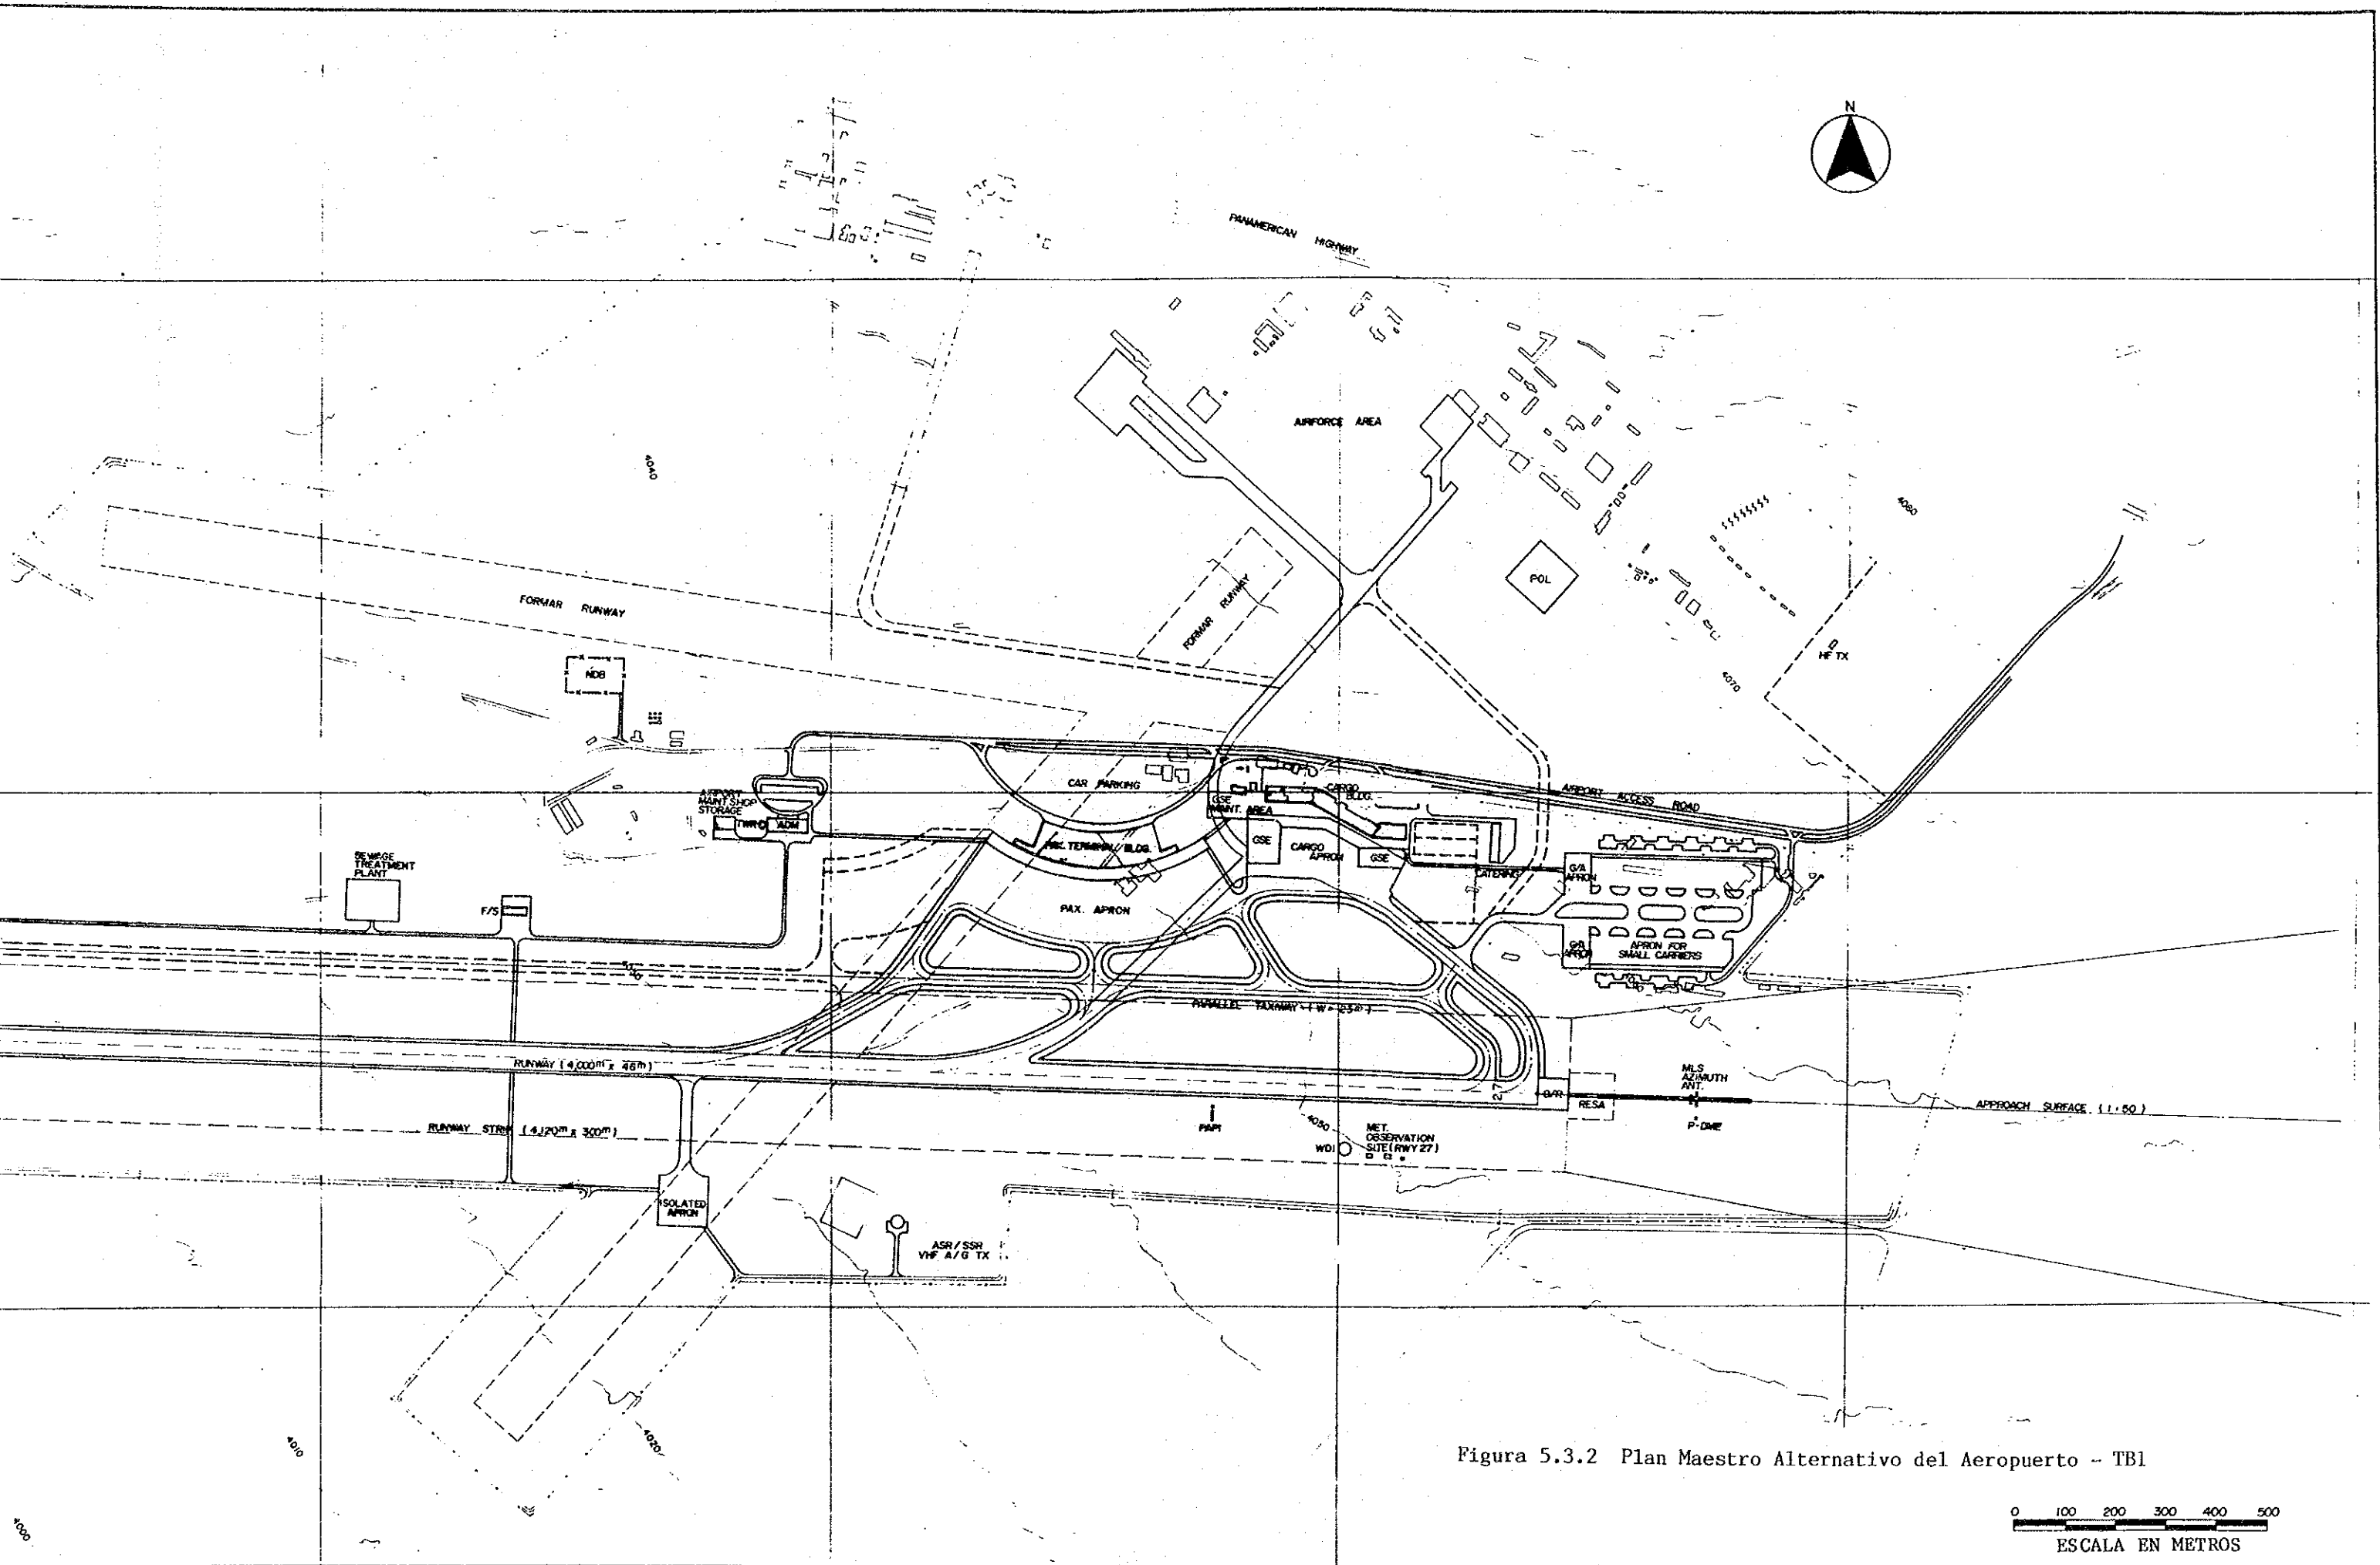 N
PANAMERICAN HIGHWAY
AIRFORCE AREA
4040
4060
POL
FORMAR RUNWAY
FORMAR RUNWAY
HF TX
NDB
4070
CAR PARKING
AIRPORT
MAINT SHOP
STORAGE
TWR
ADM
GSE
MAINT. AREA
CARGO
BLDG.
AIRPORT ACCESS ROAD
PAX. TERMINAL BLDG.
GSE
CARGO
APRON
GSE
CATERING
G/A
APRON
SEWAGE
TREATMENT
PLANT
F/S
PAX. APRON
G/A
APRON
APRON FOR
SMALL CARRIERS
PARALLEL TAXIWAY (W=23m)
RUNWAY (4,000m x 46m)
27
O/R
RESA
MLS
AZIMUTH
ANT.
P-DME
APPROACH SURFACE (1:50)
RUNWAY STRIP (4,120m x 300m)
PAPI
4050
WDI
MET.
OBSERVATION
SITE (RWY 27)
ISOLATED
APRON
ASR/SSR
VHF A/G TX
4010
4020
4000
Figura 5.3.2 Plan Maestro Alternativo del Aeropuerto - TB1
0 100 200 300 400 500
ESCALA EN METROS